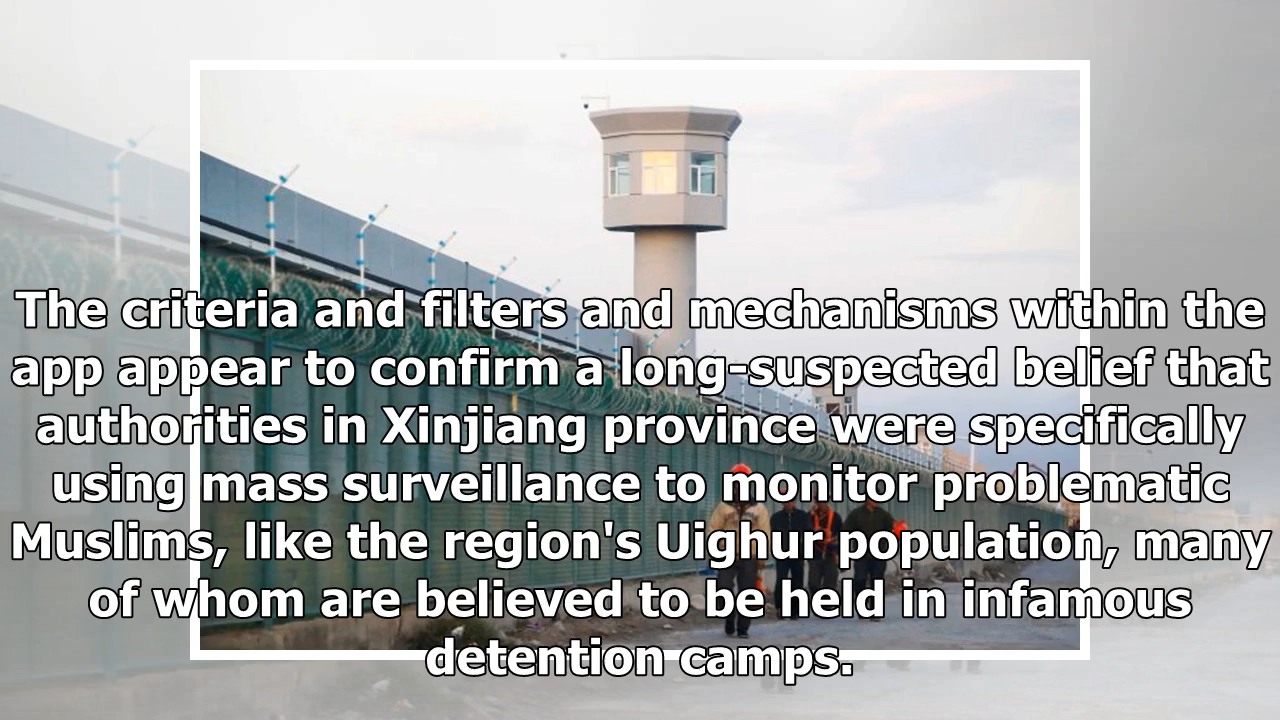 The criteria and filters and mechanisms within the
app appear to confirm a long-suspected belief that
authorities in Xinjiang province were specifically
using mass surveillance to monitor problematic
Muslims, like the region's Uighur population, many
of whom are believed to be held in infamous
detention camps.